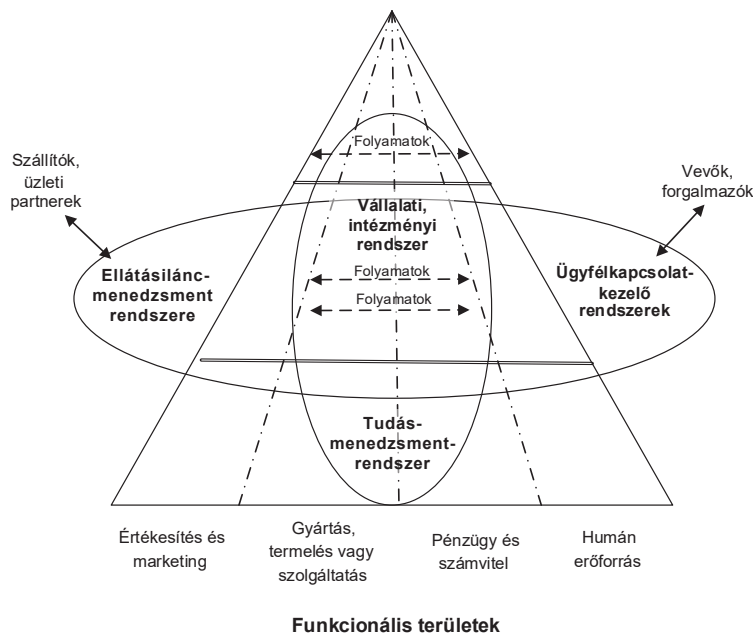 Folyamatok
Szállítók,
üzleti
partnerek
Vevők,
forgalmazók
Vállalati,
intézményi
rendszer
Ellátásilánc-
menedzsment
rendszere
Folyamatok
Folyamatok
Ügyfélkapcsolat-
kezelő
rendszerek
Tudás-
menedzsment-
rendszer
Értékesítés és
marketing
Gyártás,
termelés vagy
szolgáltatás
Pénzügy és
számvitel
Humán
erőforrás
Funkcionális területek